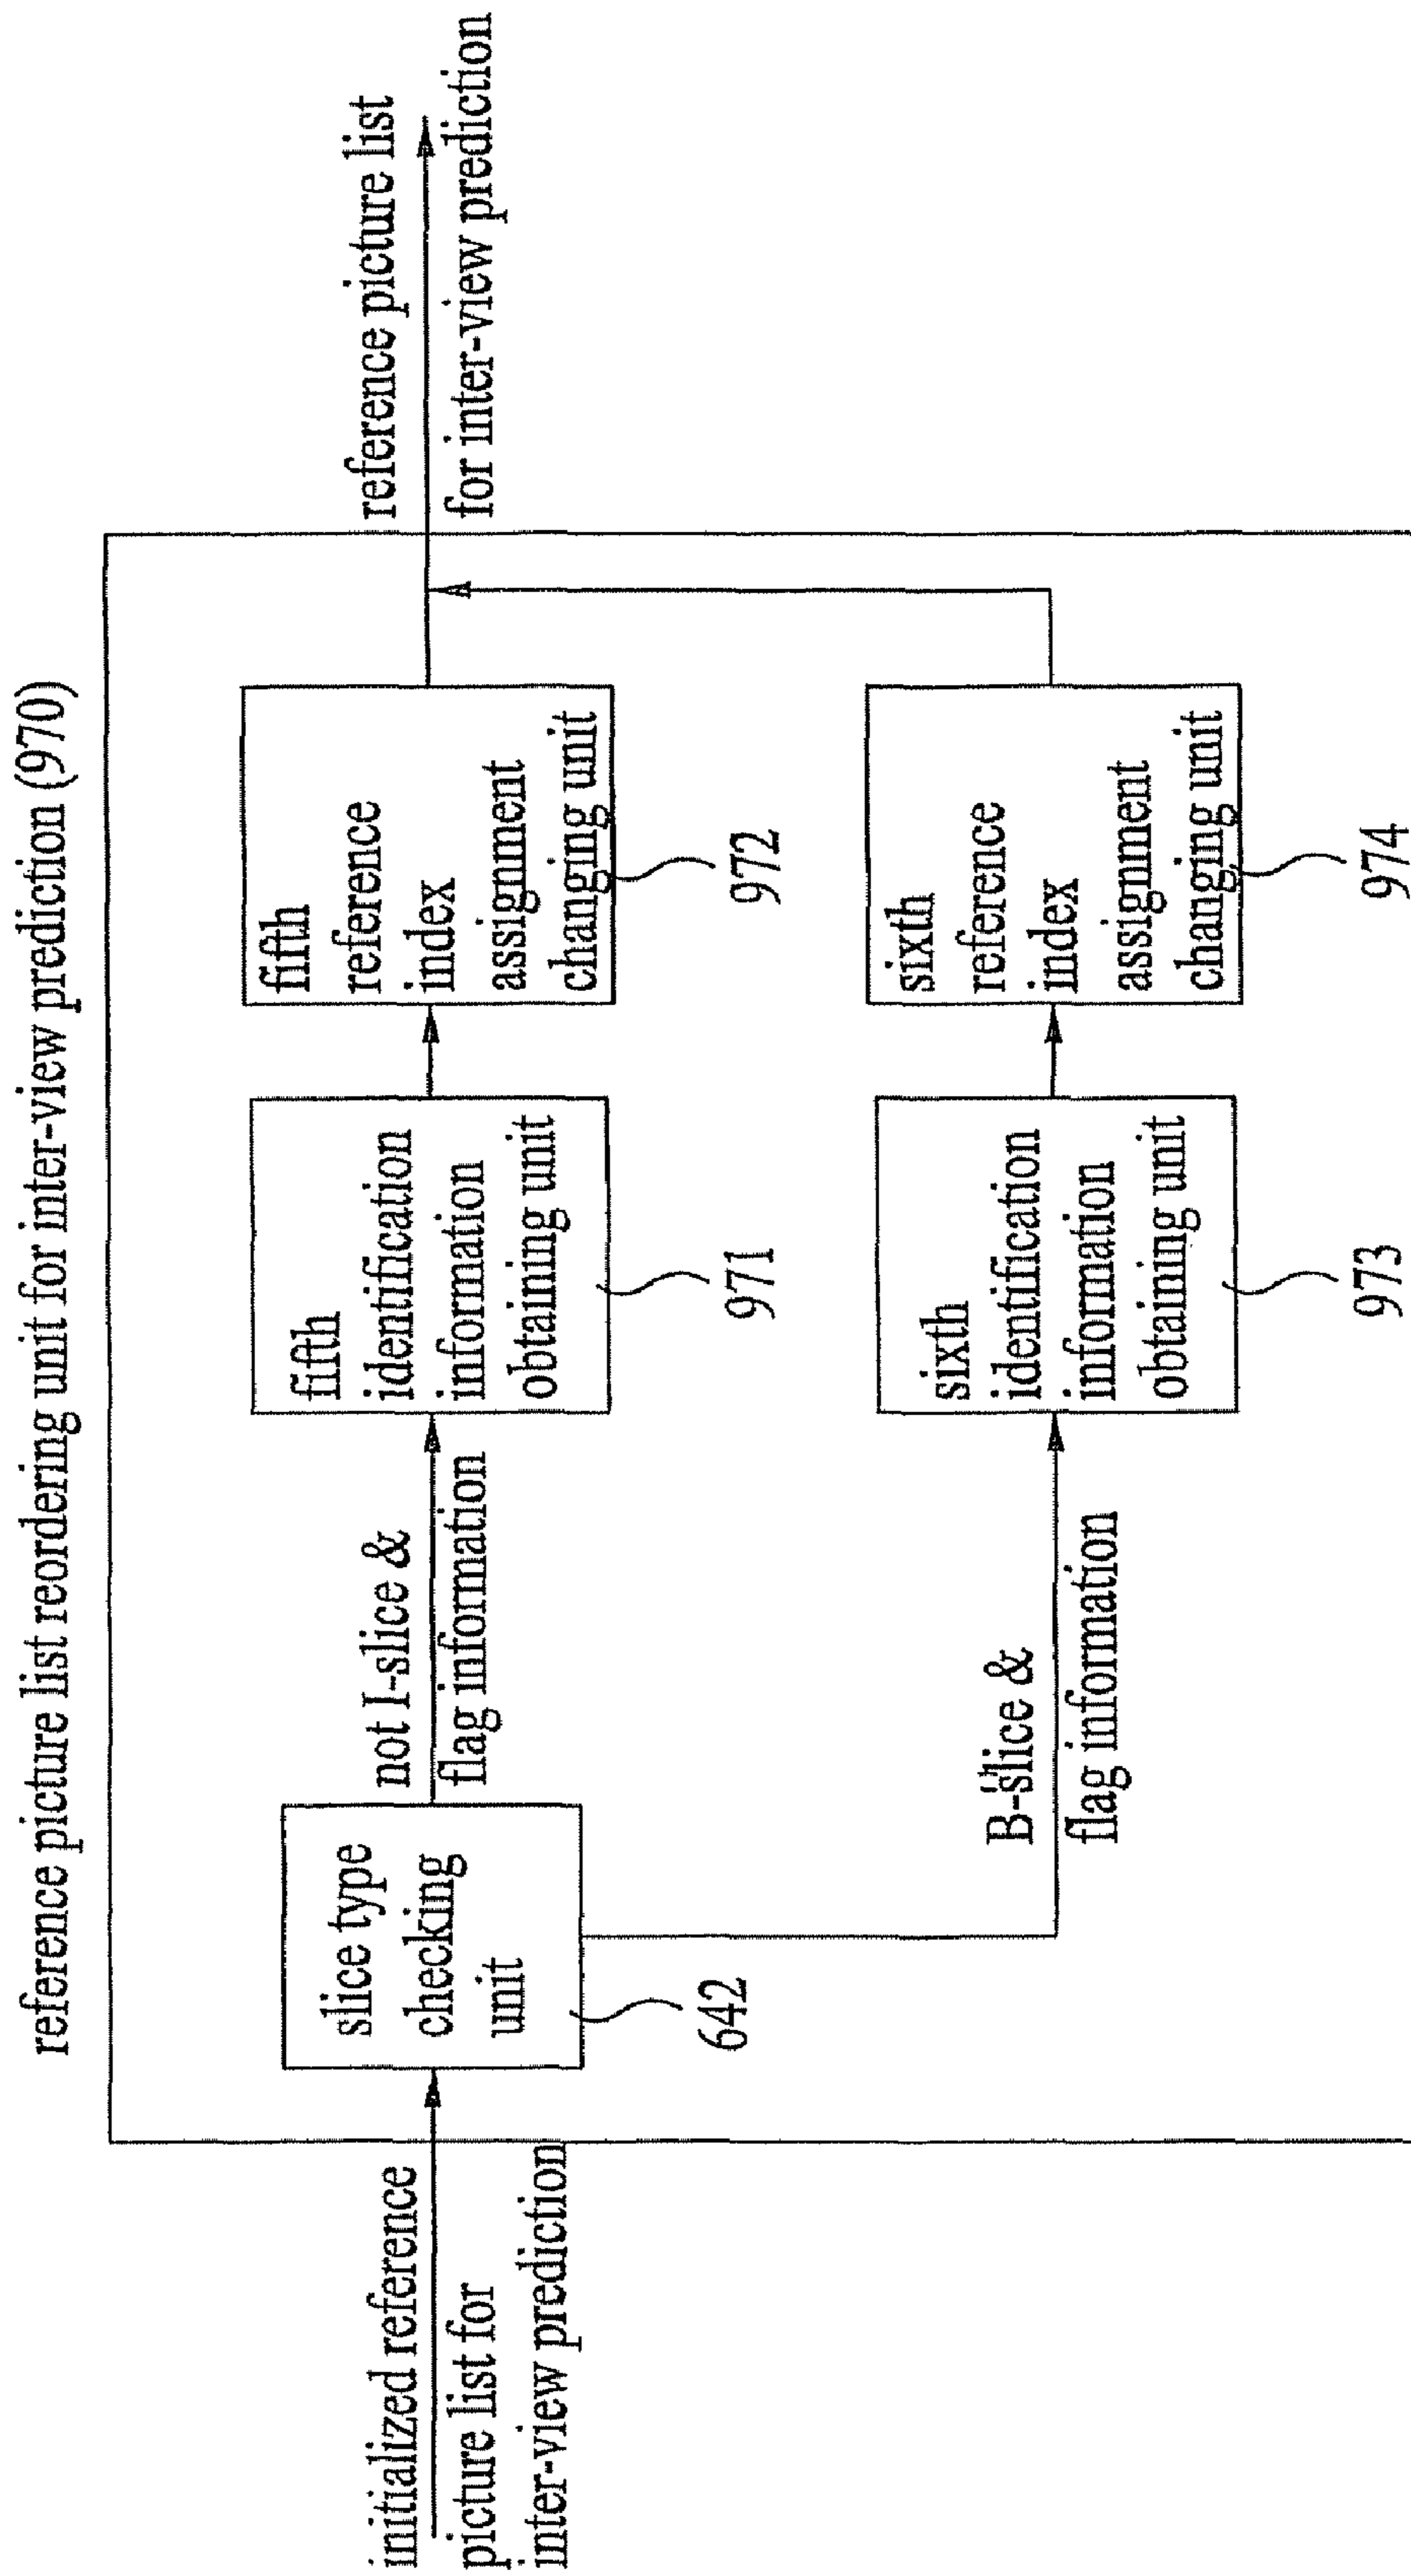 reference picture list reordering unit for inter-view prediction (970)
initialized reference
picture list for
inter-view prediction
slice type
checking
unit
642
not I-slice &
flag information
fifth
identification
information
obtaining unit
971
fifth
reference
index
assignment
changing unit
972
reference picture list
for inter-view prediction
B-slice &
flag information
sixth
identification
information
obtaining unit
973
sixth
reference
index
assignment
changing unit
974